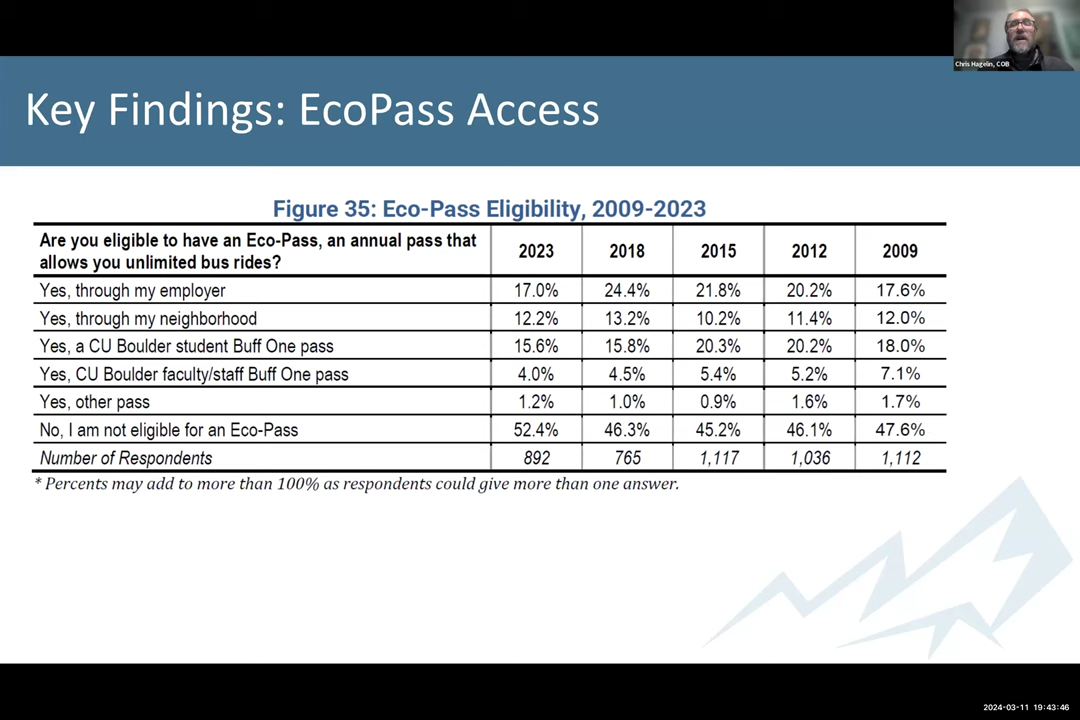 Chris Hagelin, COB
Key Findings: EcoPass Access
Figure 35: Eco-Pass Eligibility, 2009-2023
Are you eligible to have an Eco-Pass, an annual pass that
allows you unlimited bus rides? 2023 2018 2015 2012 2009
Yes, through my employer 17.0% 24.4% 21.8% 20.2% 17.6%
Yes, through my neighborhood 12.2% 13.2% 10.2% 11.4% 12.0%
Yes, a CU Boulder student Buff One pass 15.6% 15.8% 20.3% 20.2% 18.0%
Yes, CU Boulder faculty/staff Buff One pass 4.0% 4.5% 5.4% 5.2% 7.1%
Yes, other pass 1.2% 1.0% 0.9% 1.6% 1.7%
No, I am not eligible for an Eco-Pass 52.4% 46.3% 45.2% 46.1% 47.6%
Number of Respondents 892 765 1,117 1,036 1,112
* Percents may add to more than 100% as respondents could give more than one answer.
2024-03-11 19:43:46